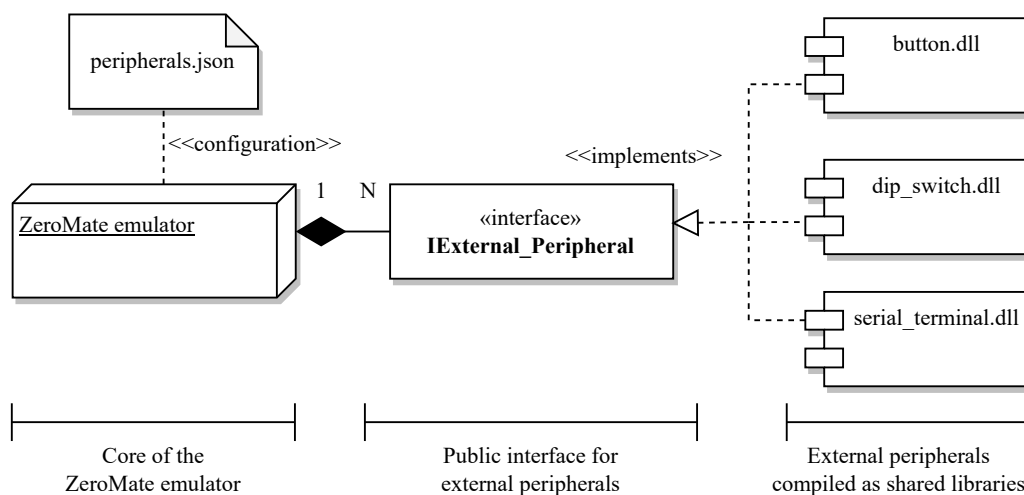 peripherals.json
<<configuration>>
ZeroMate emulator
1
N
«interface»
IExternal_Peripheral
<<implements>>
button.dll
dip_switch.dll
serial_terminal.dll
Core of the
ZeroMate emulator
Public interface for
external peripherals
External peripherals
compiled as shared libraries